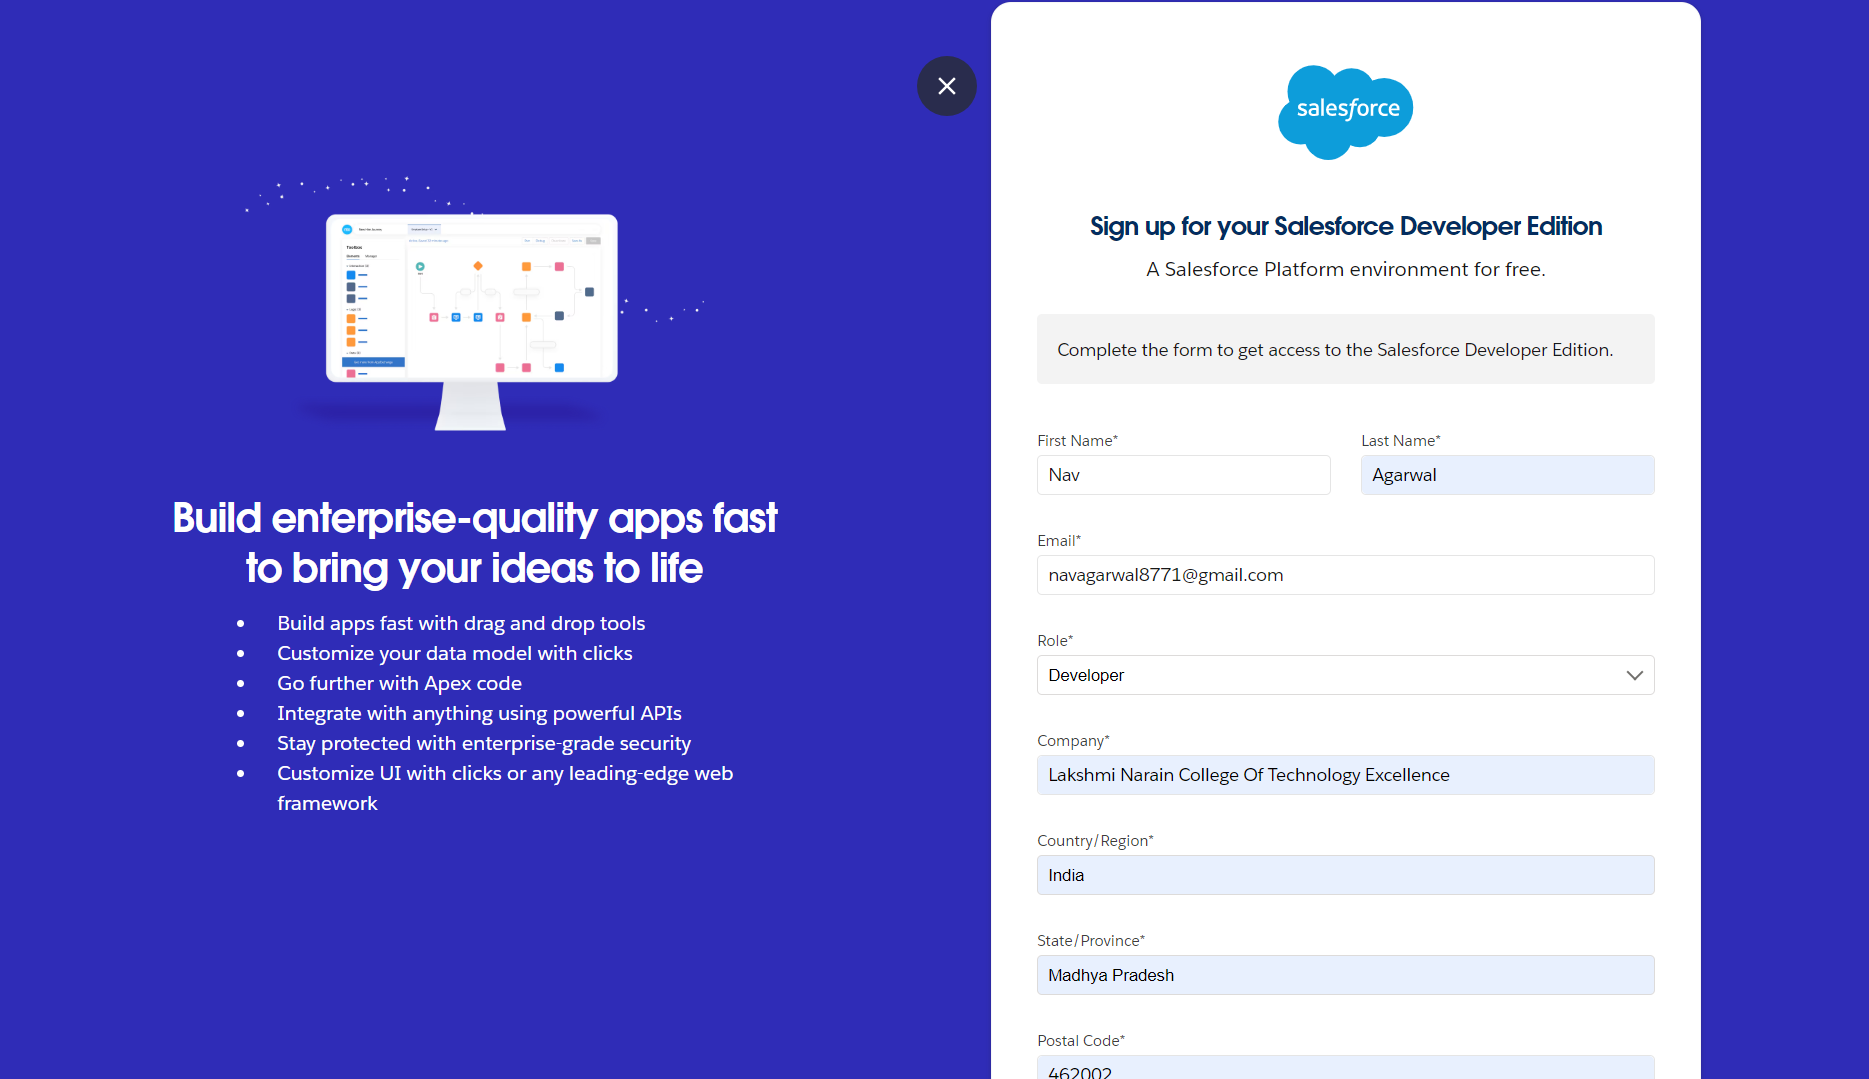 salesforce
Sign up for your Salesforce Developer Edition
A Salesforce Platform environment for free.
Complete the form to get access to the Salesforce Developer Edition.
First Name*
Last Name*
Nav
Agarwal
Email*
navagarwal8771@gmail.com
Role*
Developer
Company*
Lakshmi Narain College Of Technology Excellence
Country/Region*
India
State/Province*
Madhya Pradesh
Postal Code*
462002
Build enterprise-quality apps fast
to bring your ideas to life
• Build apps fast with drag and drop tools
• Customize your data model with clicks
• Go further with Apex code
• Integrate with anything using powerful APIs
• Stay protected with enterprise-grade security
• Customize UI with clicks or any leading-edge web
framework